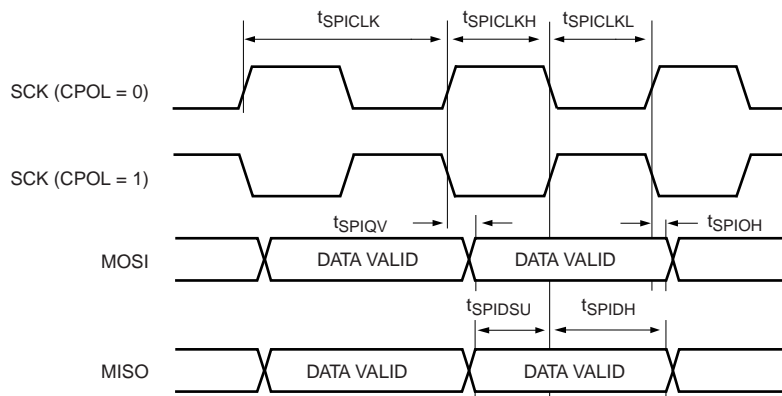 tSPICLK tSPICLKH tSPICLKL
SCK (CPOL = 0)
SCK (CPOL = 1)
tSPIQV tSPIOH
MOSI DATA VALID DATA VALID
tSPIDSU tSPIDH
MISO DATA VALID DATA VALID